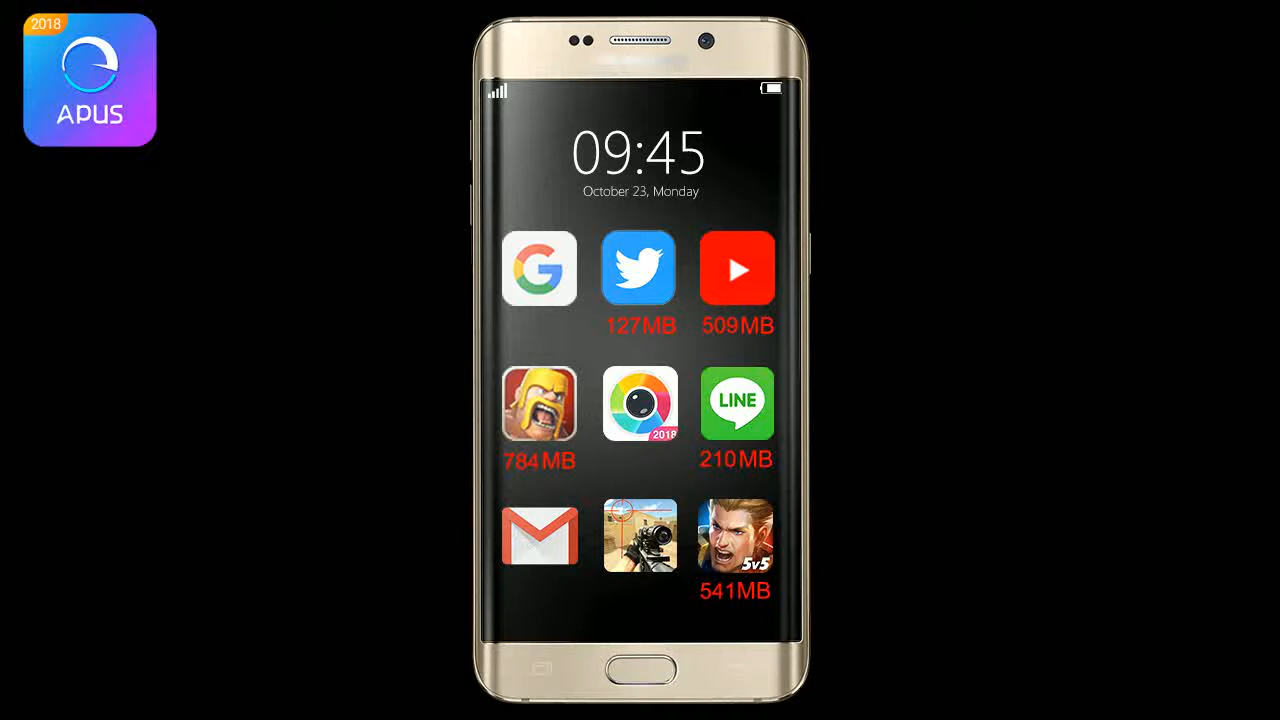 2018
APUS
09:45
October 23, Monday
127MB
509MB
784MB
2018
LINE
210MB
5v5
541MB